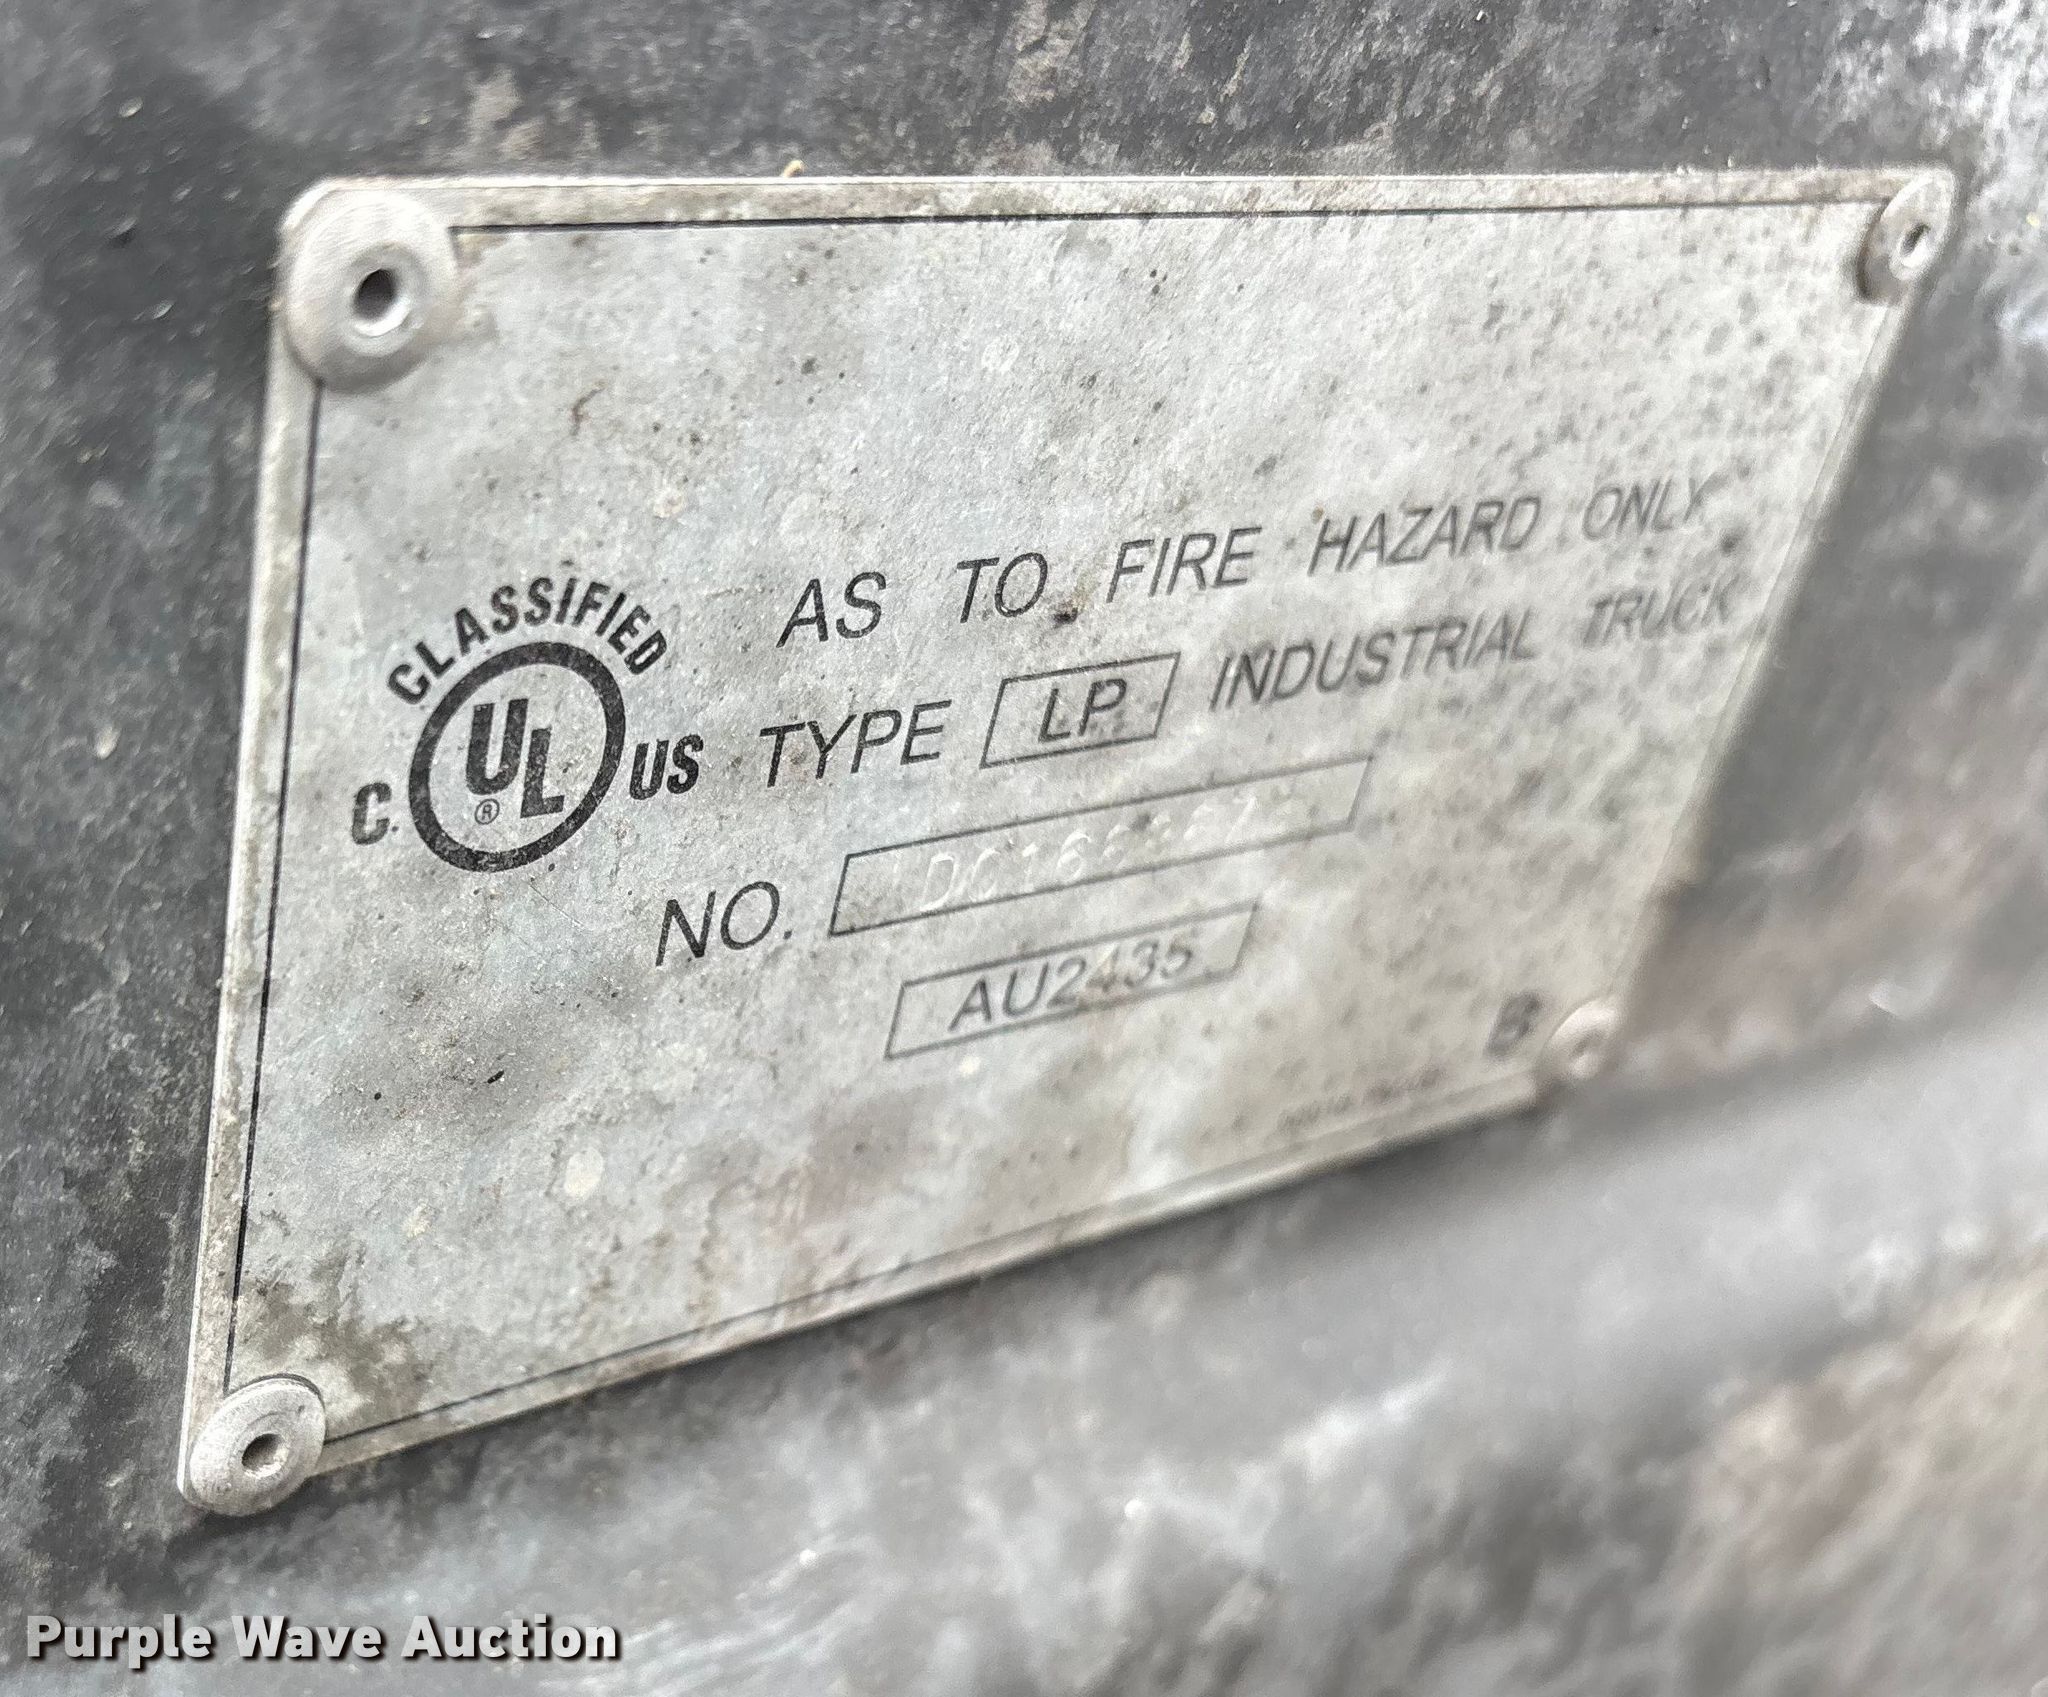 CLASSIFIED
C UL ® US
AS TO FIRE HAZARD ONLY
TYPE LP INDUSTRIAL TRUCK
NO.
AU2435
B
Purple Wave Auction